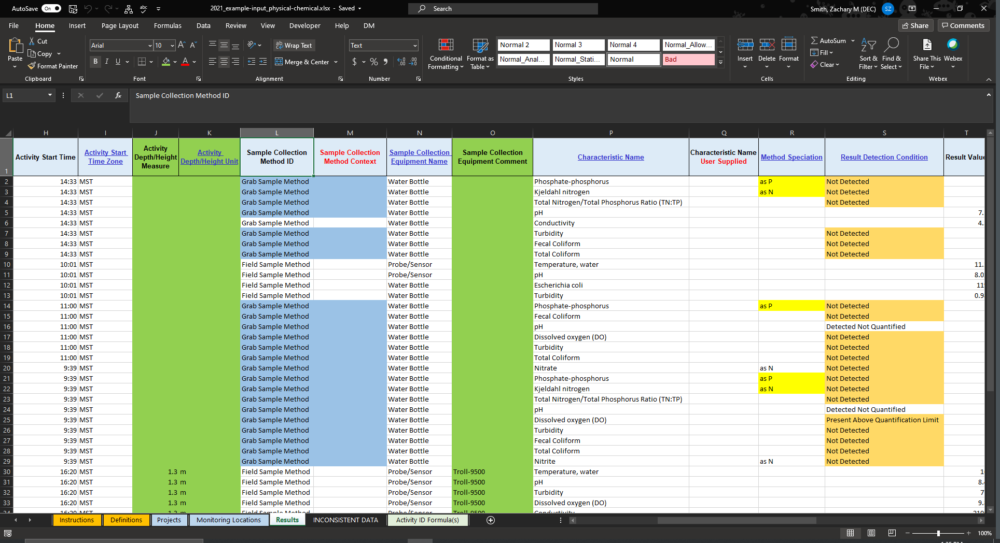 AutoSave On 2021_example-input_physical-chemical.xlsx - Saved Search Smith, Zachary M (DEC) SZ
File Home Insert Page Layout Formulas Data Review View Developer Help DM Share Comments
Paste Cut Copy Format Painter Clipboard
Arial 10 B I U Font
Wrap Text Merge & Center Alignment
Text $ % Number
Conditional Formatting Format as Table
Normal 2 Normal 3 Normal 4 Normal_Allow...
Normal_Anal... Normal_Stati... Normal Bad
Styles
Insert Delete Format Cells
AutoSum Fill Clear Sort & Filter Find & Select Editing
Share This File Webex Webex
L1 fx Sample Collection Method ID
H I J K L M N O P Q R S T
1 Activity Start Time Activity Start Time Zone Activity Depth/Height Measure Activity Depth/Height Unit Sample Collection Method ID Sample Collection Method Context Sample Collection Equipment Name Sample Collection Equipment Comment Characteristic Name Characteristic Name User Supplied Method Speciation Result Detection Condition Result Value
2 14:33 MST Grab Sample Method Water Bottle Phosphate-phosphorus as P Not Detected
3 14:33 MST Grab Sample Method Water Bottle Kjeldahl nitrogen as N Not Detected
4 14:33 MST Grab Sample Method Water Bottle Total Nitrogen/Total Phosphorus Ratio (TN:TP) Not Detected
5 14:33 MST Grab Sample Method Water Bottle pH 7.
6 14:33 MST Grab Sample Method Water Bottle Conductivity 4.
7 14:33 MST Grab Sample Method Water Bottle Turbidity Not Detected
8 14:33 MST Grab Sample Method Water Bottle Fecal Coliform Not Detected
9 14:33 MST Grab Sample Method Water Bottle Total Coliform Not Detected
10 10:01 MST Field Sample Method Probe/Sensor Temperature, water 11.
11 10:01 MST Field Sample Method Probe/Sensor pH 8.0
12 10:01 MST Field Sample Method Water Bottle Escherichia coli 11
13 10:01 MST Field Sample Method Water Bottle Turbidity 0.9
14 11:00 MST Grab Sample Method Water Bottle Phosphate-phosphorus as P Not Detected
15 11:00 MST Grab Sample Method Water Bottle Fecal Coliform Not Detected
16 11:00 MST Grab Sample Method Water Bottle pH Detected Not Quantified
17 11:00 MST Grab Sample Method Water Bottle Dissolved oxygen (DO) Not Detected
18 11:00 MST Grab Sample Method Water Bottle Turbidity Not Detected
19 11:00 MST Grab Sample Method Water Bottle Total Coliform Not Detected
20 9:39 MST Grab Sample Method Water Bottle Nitrate as N Not Detected
21 9:39 MST Grab Sample Method Water Bottle Phosphate-phosphorus as P Not Detected
22 9:39 MST Grab Sample Method Water Bottle Kjeldahl nitrogen as N Not Detected
23 9:39 MST Grab Sample Method Water Bottle Total Nitrogen/Total Phosphorus Ratio (TN:TP) Not Detected
24 9:39 MST Grab Sample Method Water Bottle pH Detected Not Quantified
25 9:39 MST Grab Sample Method Water Bottle Dissolved oxygen (DO) Present Above Quantification Limit
26 9:39 MST Grab Sample Method Water Bottle Turbidity Not Detected
27 9:39 MST Grab Sample Method Water Bottle Fecal Coliform Not Detected
28 9:39 MST Grab Sample Method Water Bottle Total Coliform Not Detected
29 9:39 MST Grab Sample Method Water Bottle Nitrite as N Not Detected
30 16:20 MST 1.3 m Field Sample Method Probe/Sensor Troll-9500 Temperature, water 1
31 16:20 MST 1.3 m Field Sample Method Probe/Sensor Troll-9500 pH 8.
32 16:20 MST 1.3 m Field Sample Method Probe/Sensor Troll-9500 Turbidity 7
33 16:20 MST 1.3 m Field Sample Method Probe/Sensor Troll-9500 Dissolved oxygen (DO) 9.
Instructions Definitions Projects Monitoring Locations Results INCONSISTENT DATA Activity ID Formula(s)
100%